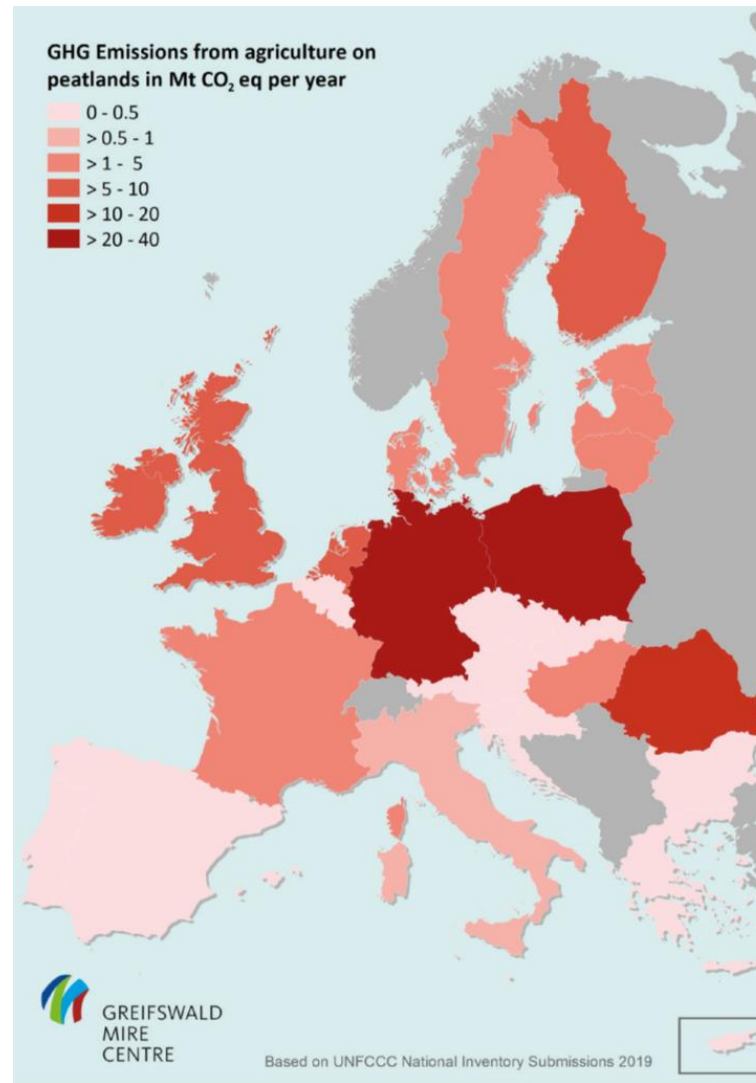 GHG Emissions from agriculture on
peatlands in Mt CO₂ eq per year
0 - 0.5
> 0.5 - 1
> 1 - 5
> 5 - 10
> 10 - 20
> 20 - 40
GREIFSWALD
MIRE
CENTRE
Based on UNFCCC National Inventory Submissions 2019